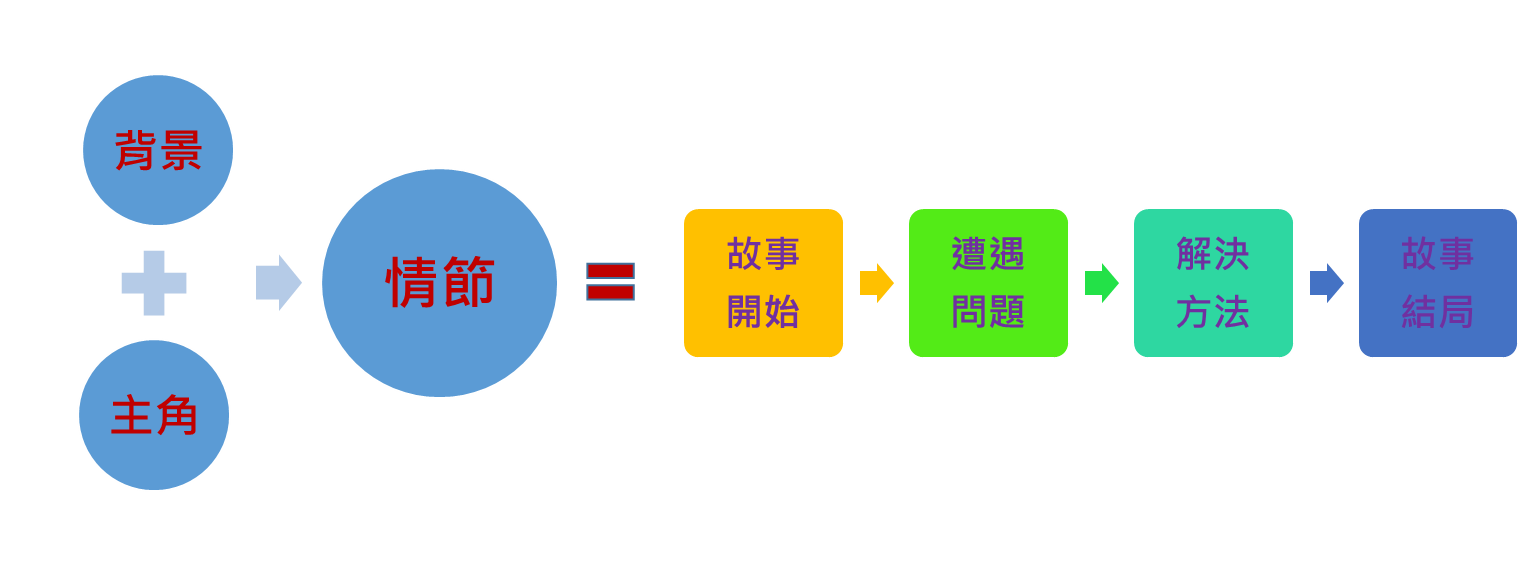 背景
主角
情節
故事
開始
遭遇
問題
解決
方法
故事
結局